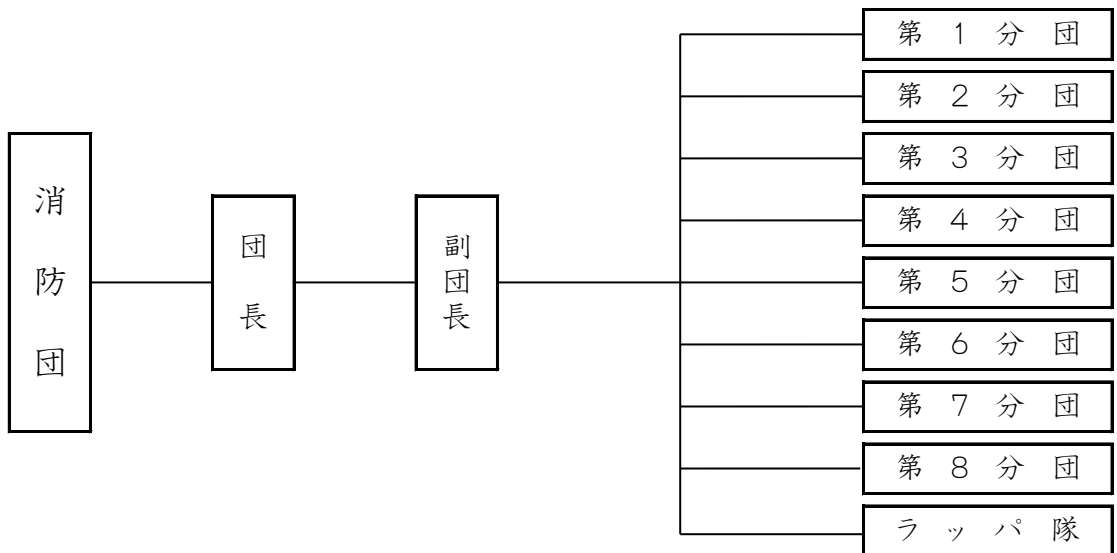 消防団
団長
副団長
第１分団
第２分団
第３分団
第４分団
第５分団
第６分団
第７分団
第８分団
ラッパ隊